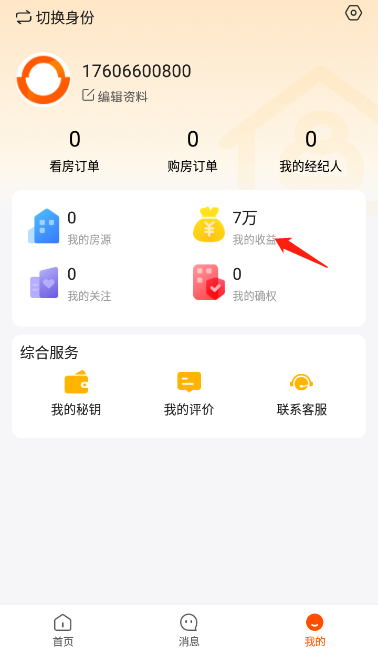 切换身份
17606600800
编辑资料
0 0 0
看房订单 购房订单 我的经纪人
0 7万
我的房源 我的收益
0 0
我的关注 我的确权
综合服务
我的秘钥 我的评价 联系客服
首页 消息 我的